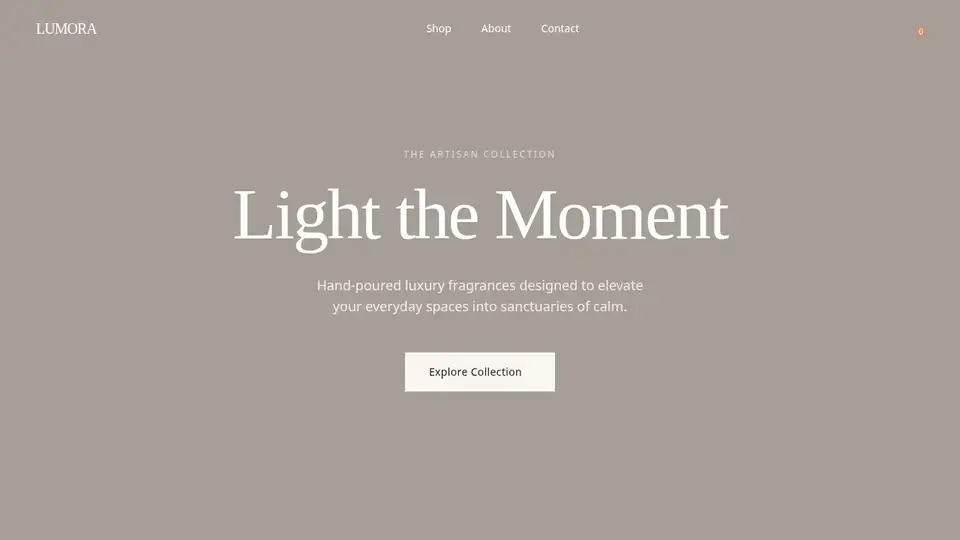 LUMORA
Shop About Contact
0
THE ARTISAN COLLECTION
Light the Moment
Hand-poured luxury fragrances designed to elevate
your everyday spaces into sanctuaries of calm.
Explore Collection